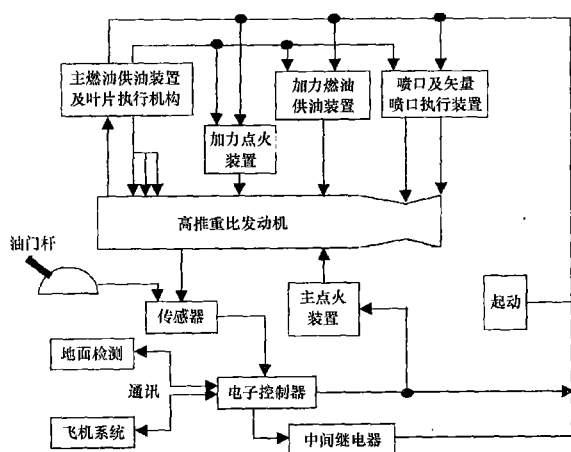 主燃油供油装置
及叶片执行机构
加力燃油
供油装置
喷口及矢量
喷口执行装置
加力点火
装置
高推重比发动机
油门杆
传感器
主点火
装置
起动
地面检测
通讯
电子控制器
飞机系统
中间继电器